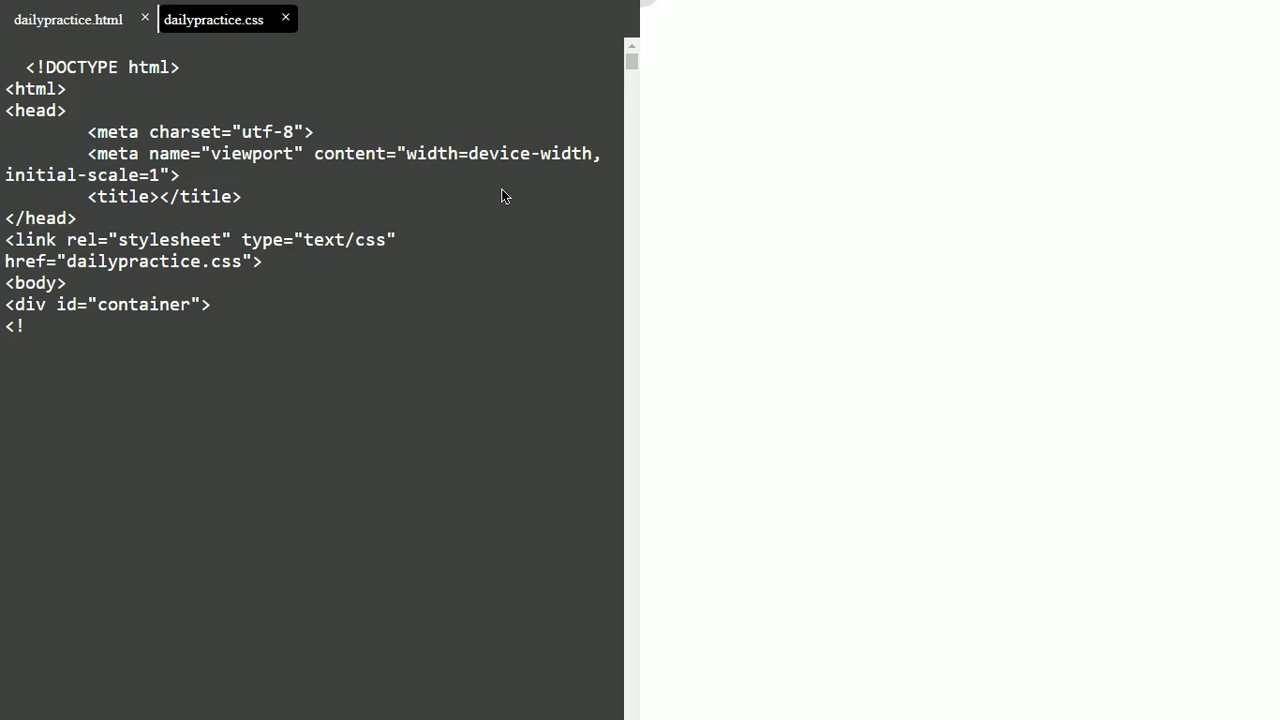 dailypractice.html × dailypractice.css ×
<!DOCTYPE html>
<html>
<head>
<meta charset="utf-8">
<meta name="viewport" content="width=device-width,
initial-scale=1">
<title></title>
</head>
<link rel="stylesheet" type="text/css"
href="dailypractice.css">
<body>
<div id="container">
<!